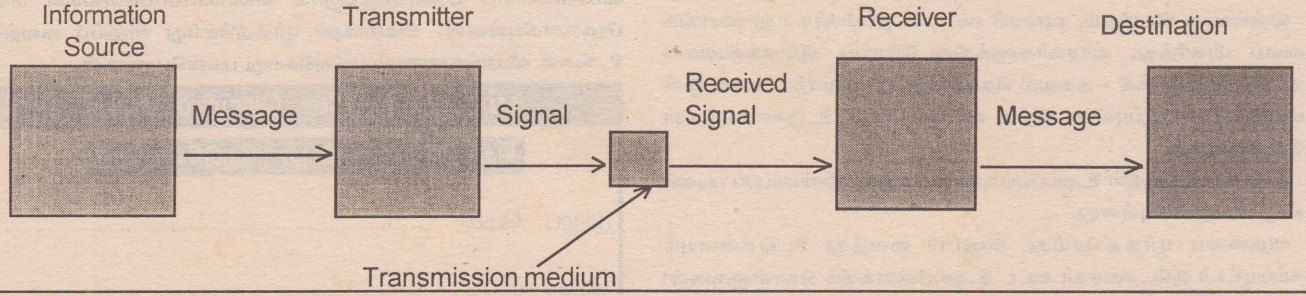 Information
Source
Transmitter
Receiver
Destination
Message
Signal
Received
Signal
Message
Transmission medium